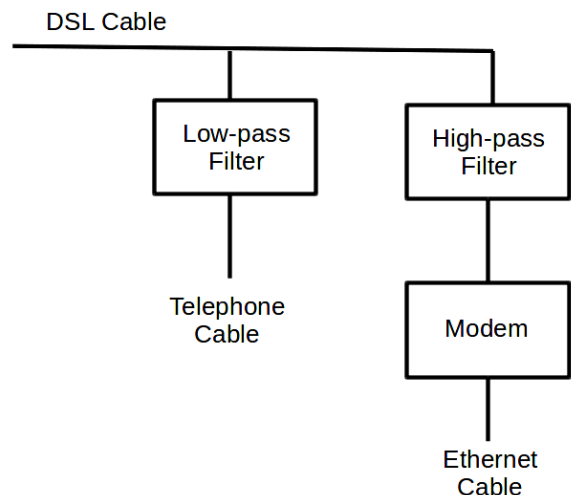 DSL Cable
Low-pass
Filter
High-pass
Filter
Telephone
Cable
Modem
Ethernet
Cable